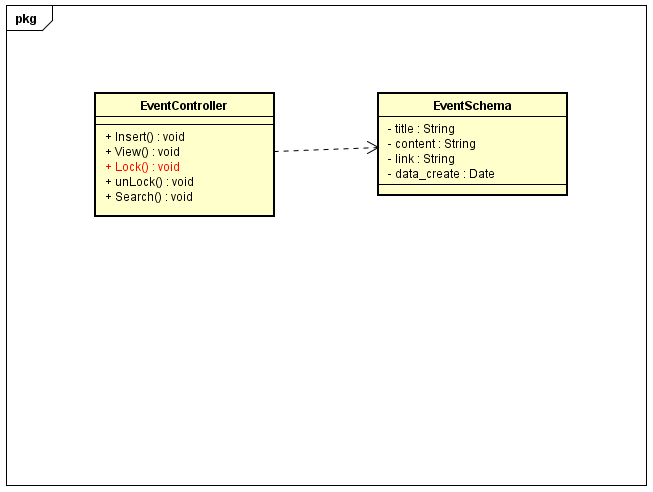 pkg
EventController
+ Insert() : void
+ View() : void
+ Lock() : void
+ unLock() : void
+ Search() : void
EventSchema
- title : String
- content : String
- link : String
- data_create : Date